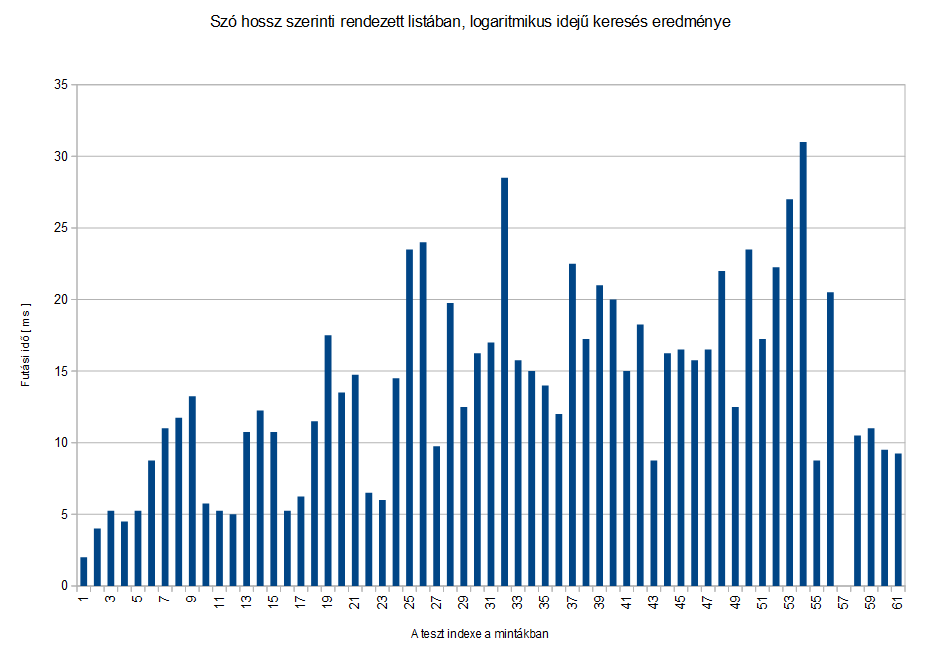 Szó hossz szerinti rendezett listában, logaritmikus idejű keresés eredménye
35
30
25
20
15
10
5
0
Futási idő [ m s ]
1 3 5 7 9 11 13 15 17 19 21 23 25 27 29 31 33 35 37 39 41 43 45 47 49 51 53 55 57 59 61
A teszt indexe a mintákban